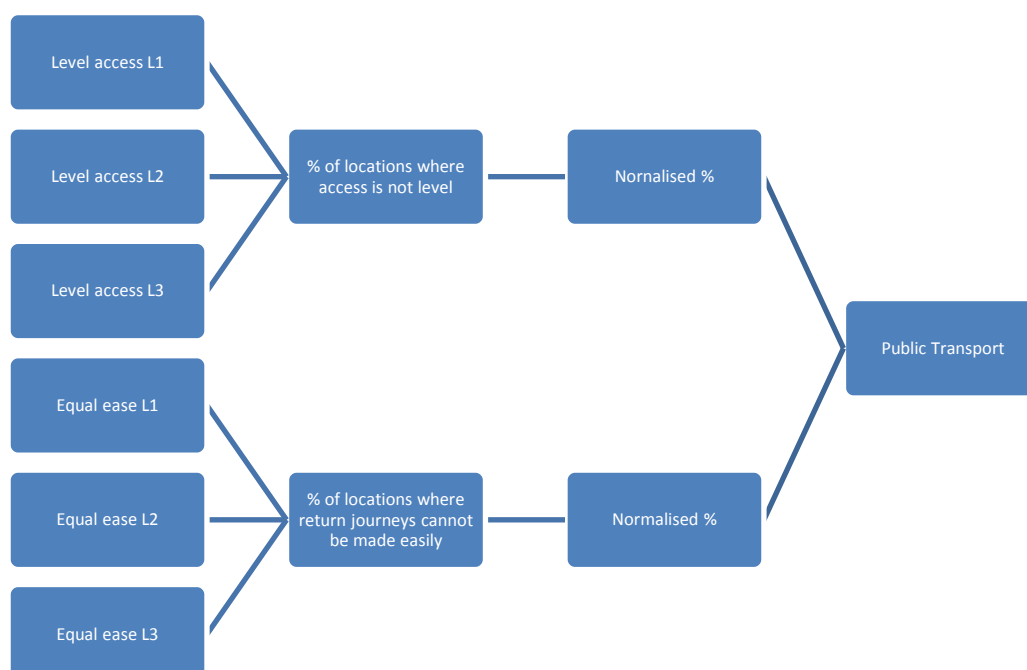 Level access L1
Level access L2
Level access L3
Equal ease L1
Equal ease L2
Equal ease L3
% of locations where
access is not level
% of locations where
return journeys cannot
be made easily
Nornalised %
Normalised %
Public Transport